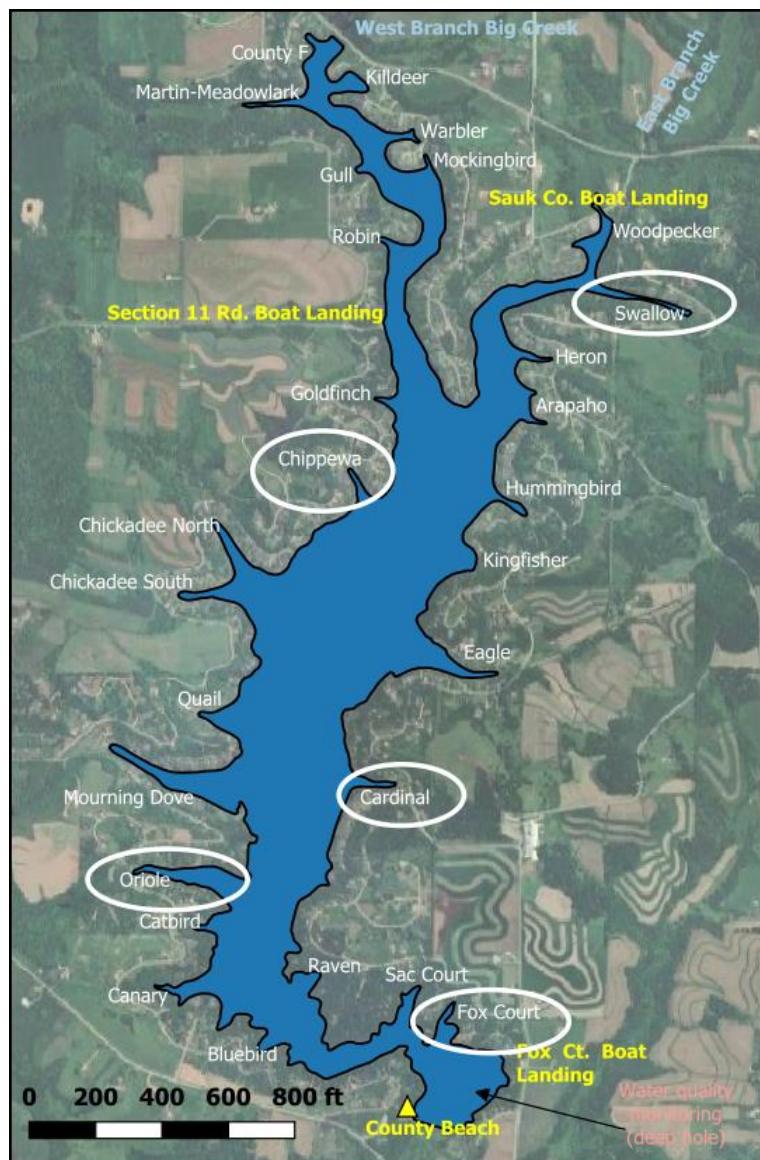 West Branch Big Creek
East Branch
Big Creek
County F
Killdeer
Martin-Meadowlark
Warbler
Mockingbird
Gull
Sauk Co. Boat Landing
Woodpecker
Robin
Section 11 Rd. Boat Landing
Swallow
Heron
Goldfinch
Arapaho
Chippewa
Hummingbird
Chickadee North
Kingfisher
Chickadee South
Eagle
Quail
Mourning Dove
Cardinal
Oriole
Catbird
Raven
Sac Court
Canary
Fox Court
Bluebird
Fox Ct. Boat
Landing
0 200 400 600 800 ft
County Beach
Water quality
monitoring
(deep hole)